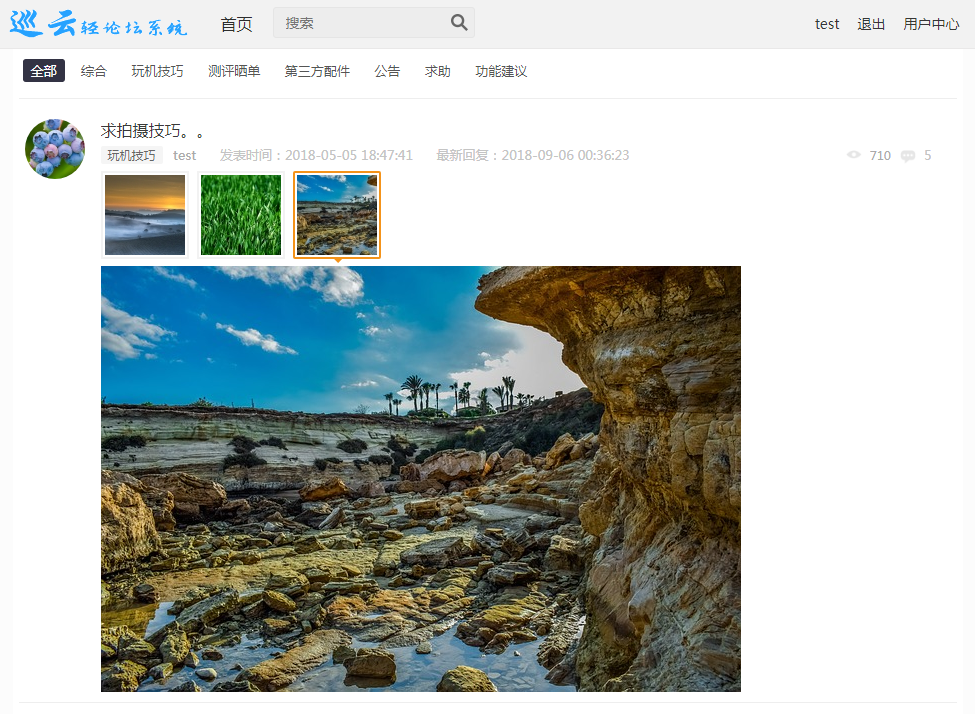 巡云轻论坛系统 首页 搜索 test 退出 用户中心
全部 综合 玩机技巧 测评晒单 第三方配件 公告 求助 功能建议
求拍摄技巧。。
玩机技巧 test 发表时间：2018-05-05 18:47:41 最新回复：2018-09-06 00:36:23 710 5